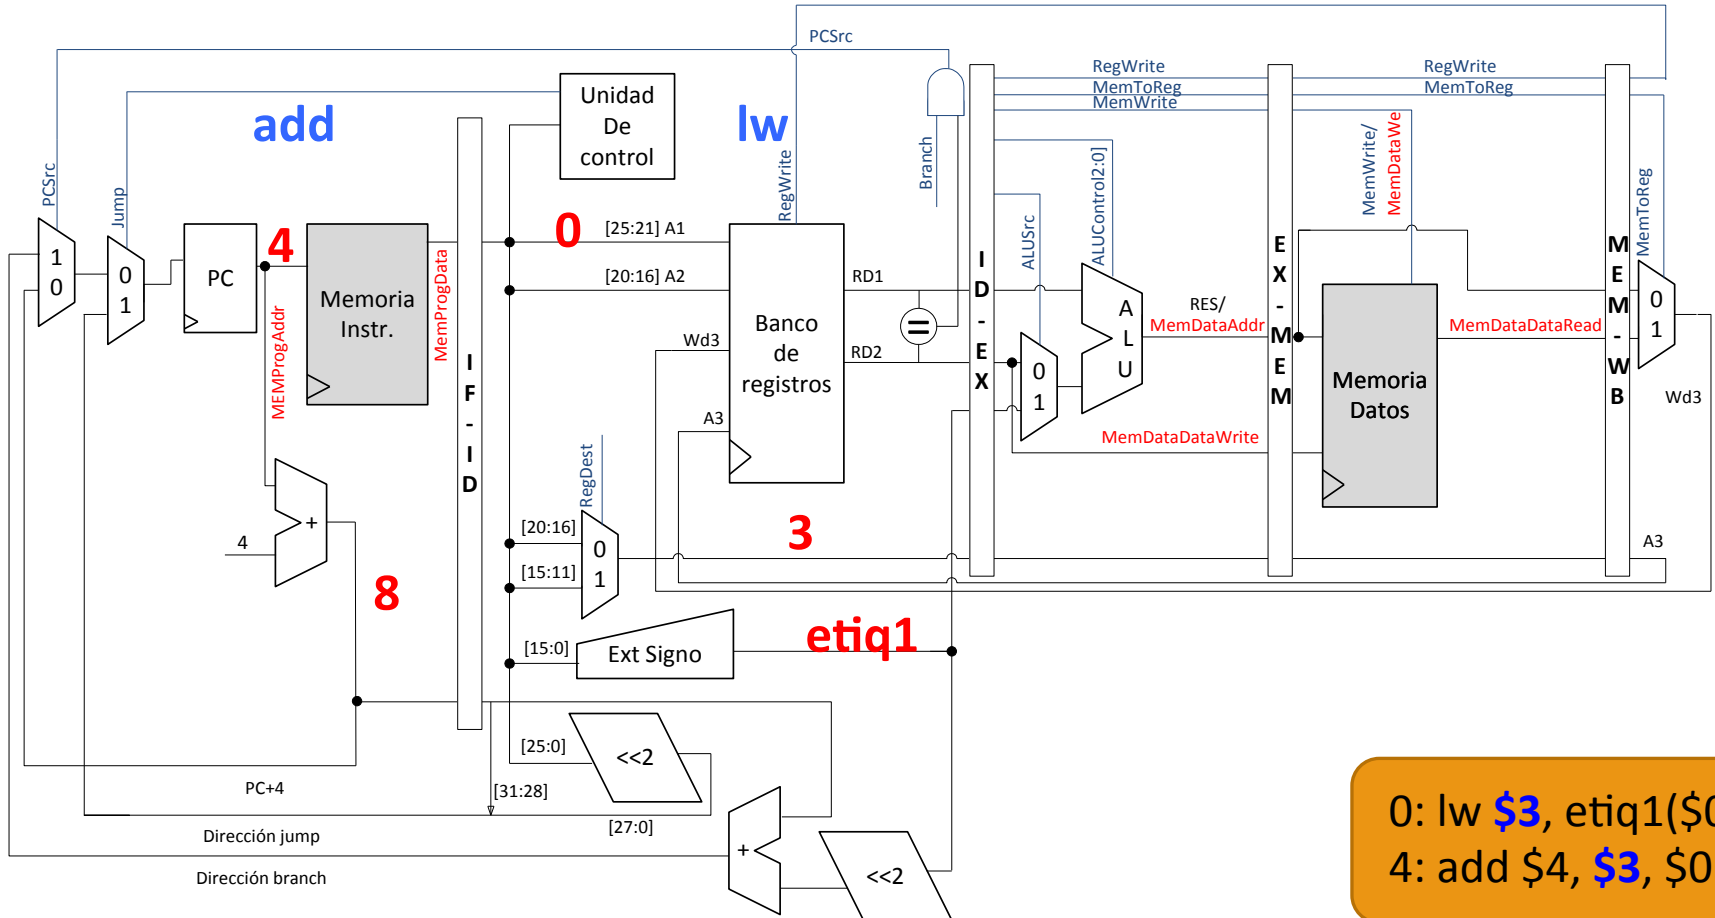 PCSrc
RegWrite
RegWrite
MemToReg
MemToReg
MemWrite
Unidad
De
control
add
lw
PCSrc
Jump
RegWrite
Branch
ALUSrc
ALUControl2:0]
MemWrite/
MemDataWe
MemToReg
4
0
[25:21] A1
1
0
0
1
PC
Memoria
Instr.
MemProgData
MEMProgAddr
[20:16] A2
RD1
Banco
de
registros
Wd3
RD2
A3
=
I
D
-
E
X
0
1
A
L
U
RES/
MemDataAddr
E
X
-
M
E
M
MemDataDataRead
Memoria
Datos
M
E
M
-
W
B
0
1
Wd3
MemDataDataWrite
I
F
-
I
D
RegDest
[20:16]
0
1
[15:11]
3
A3
4
+
8
[15:0]
Ext Signo
etiq1
[25:0]
<<2
PC+4
[31:28]
[27:0]
Dirección jump
+
<<2
Dirección branch
0: lw $3, etiq1($0
4: add $4, $3, $0